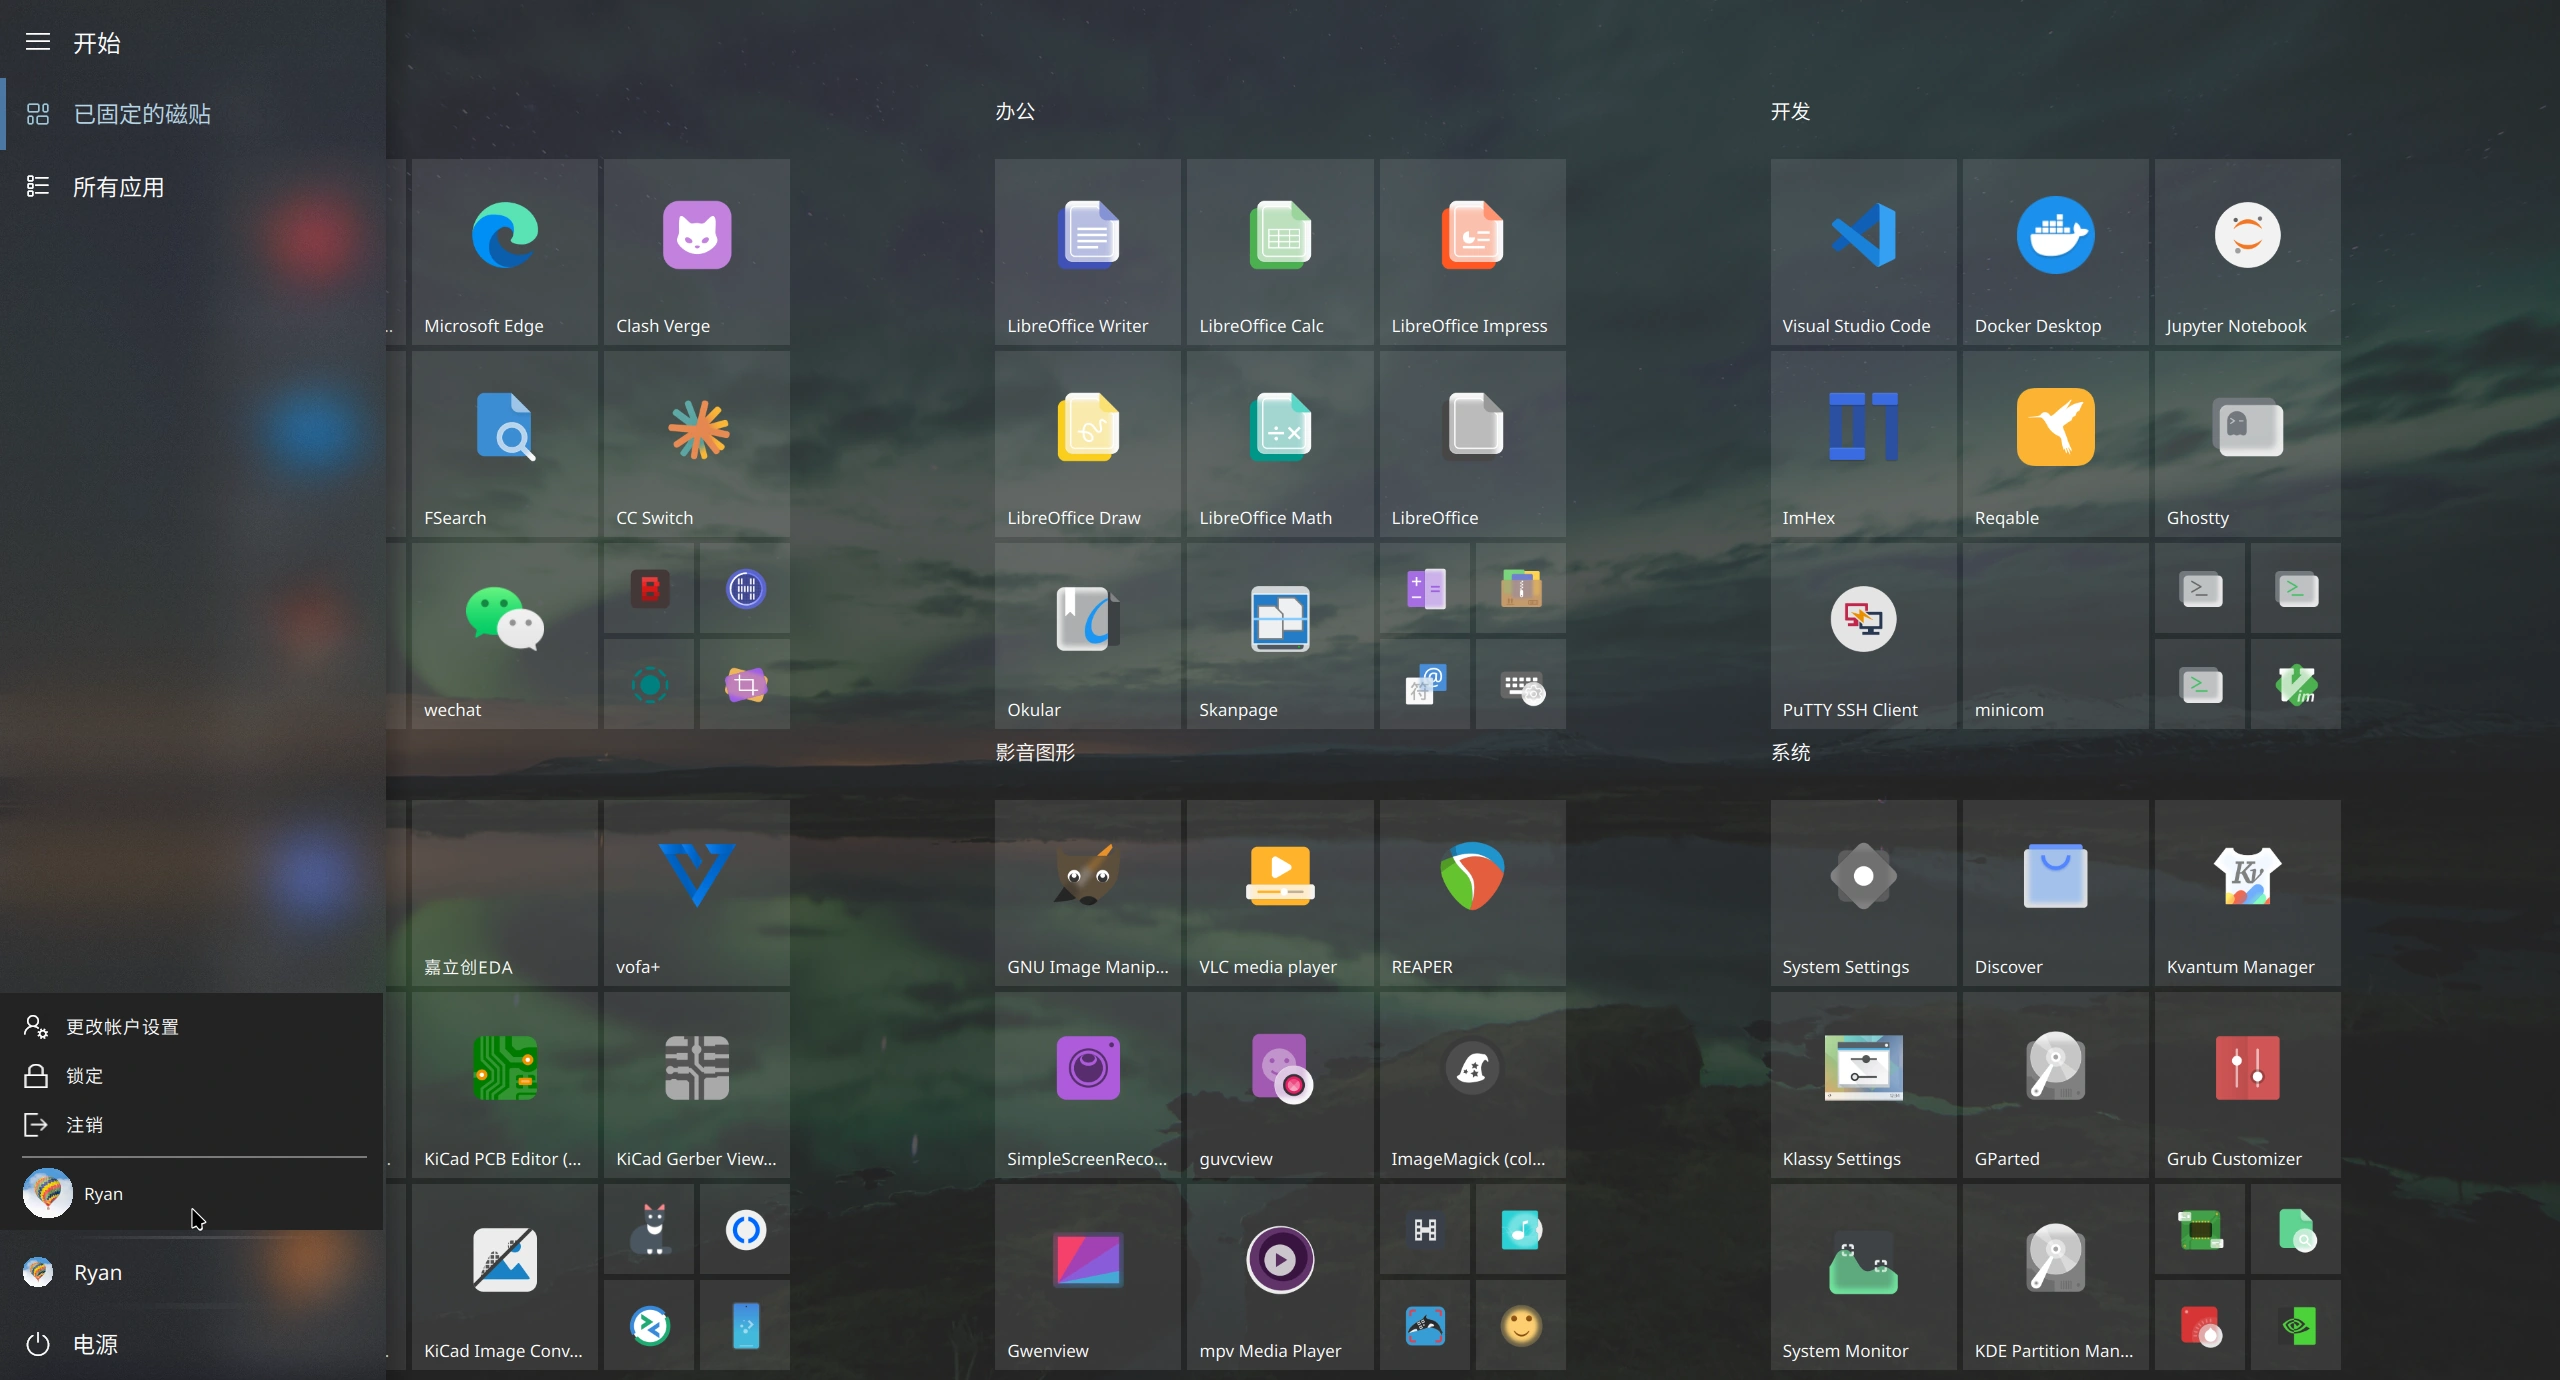 开始
已固定的磁贴
所有应用
更改帐户设置
锁定
注销
Ryan
Ryan
电源
Microsoft Edge
Clash Verge
FSearch
CC Switch
wechat
嘉立创EDA
vofa+
KiCad PCB Editor (...
KiCad Gerber View...
KiCad Image Conv...
办公
LibreOffice Writer
LibreOffice Calc
LibreOffice Impress
LibreOffice Draw
LibreOffice Math
LibreOffice
Okular
Skanpage
符
影音图形
GNU Image Manip...
VLC media player
REAPER
SimpleScreenReco...
guvcview
ImageMagick (col...
Gwenview
mpv Media Player
开发
Visual Studio Code
Docker Desktop
Jupyter Notebook
ImHex
Reqable
Ghostty
PuTTY SSH Client
minicom
im
系统
System Settings
Discover
Kvantum Manager
Kv
Klassy Settings
GParted
Grub Customizer
System Monitor
KDE Partition Man...